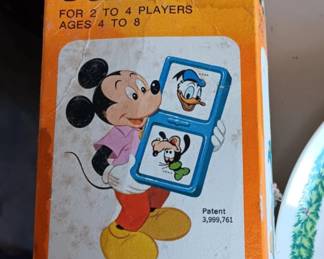 FOR 2 TO 4 PLAYERS
AGES 4 TO 8
Patent
3,999,761